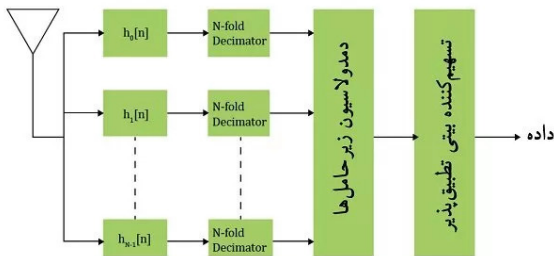 h₀[n]
N-fold
Decimator
h₁[n]
N-fold
Decimator
hN-1[n]
N-fold
Decimator
دمدولاسیون زیرحامل‌ها
تسهیم‌کننده بیتی تطبیق‌پذیر
داده